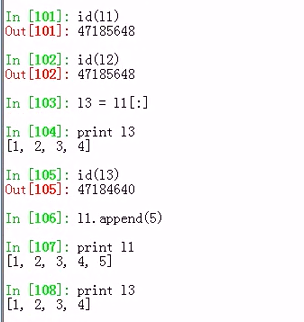 In [101]: id(l1)
Out[101]: 47185648
In [102]: id(l2)
Out[102]: 47185648
In [103]: l3 = l1[:]
In [104]: print l3
[1, 2, 3, 4]
In [105]: id(l3)
Out[105]: 47184640
In [106]: l1.append(5)
In [107]: print l1
[1, 2, 3, 4, 5]
In [108]: print l3
[1, 2, 3, 4]